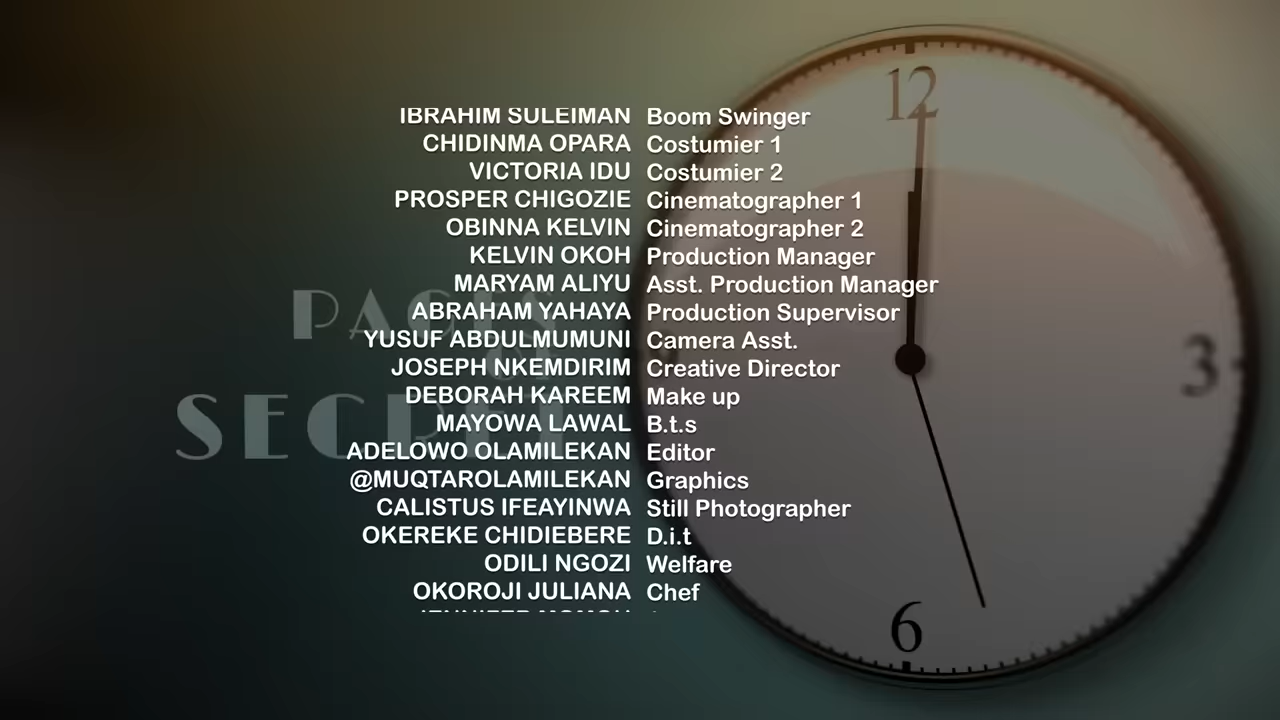 IBRAHIM SULEIMAN Boom Swinger
CHIDINMA OPARA Costumier 1
VICTORIA IDU Costumier 2
PROSPER CHIGOZIE Cinematographer 1
OBINNA KELVIN Cinematographer 2
KELVIN OKOH Production Manager
MARYAM ALIYU Asst. Production Manager
ABRAHAM YAHAYA Production Supervisor
YUSUF ABDULMUMUNI Camera Asst.
JOSEPH NKEMDIRIM Creative Director
DEBORAH KAREEM Make up
MAYOWA LAWAL B.t.s
ADELOWO OLAMILEKAN Editor
@MUQTAROLAMILEKAN Graphics
CALISTUS IFEAYINWA Still Photographer
OKEREKE CHIDIEBERE D.i.t
ODILI NGOZI Welfare
OKOROJI JULIANA Chef
PAGES
OF
SECRET
12
3
6